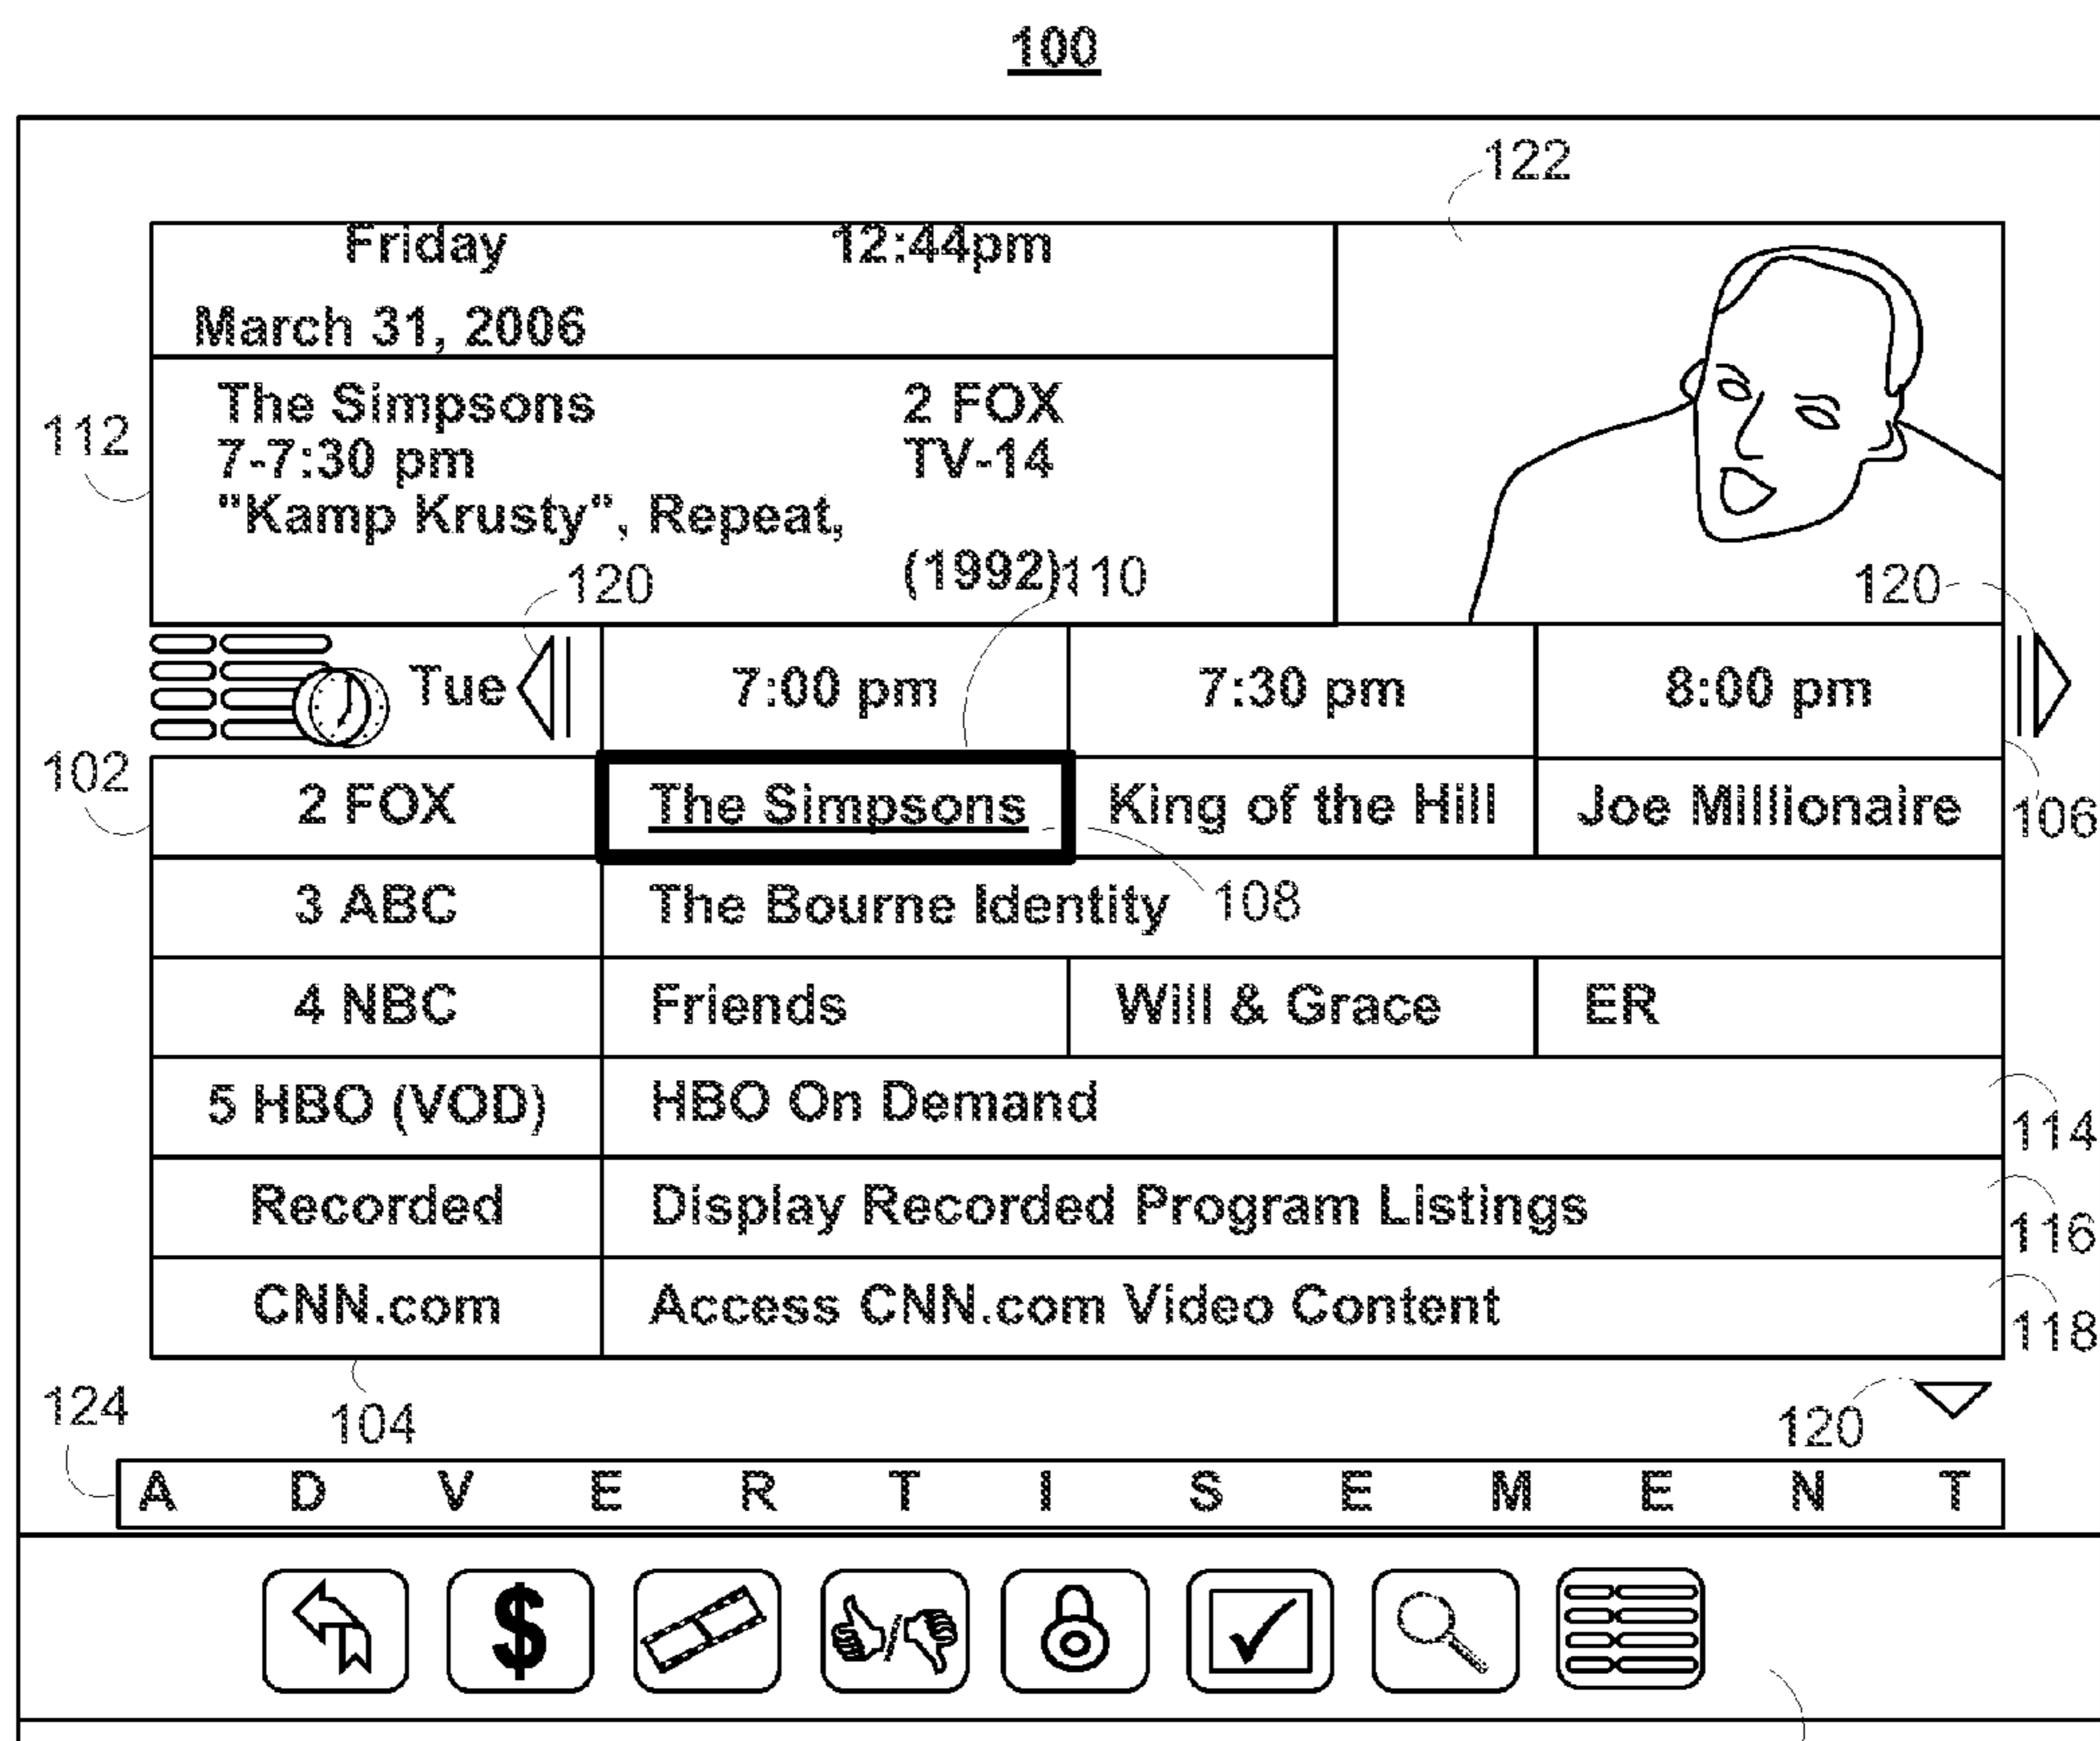 100
122
Friday 12:44pm
March 31, 2006
112
The Simpsons 2 FOX
7-7:30 pm TV-14
"Kamp Krusty", Repeat,
(1992)
110
120
120
Tue 7:00 pm 7:30 pm 8:00 pm
102
2 FOX The Simpsons King of the Hill Joe Millionaire
106
3 ABC The Bourne Identity
108
4 NBC Friends Will & Grace ER
5 HBO (VOD) HBO On Demand
114
Recorded Display Recorded Program Listings
116
CNN.com Access CNN.com Video Content
118
124
104
120
A D V E R T I S E M E N T
$